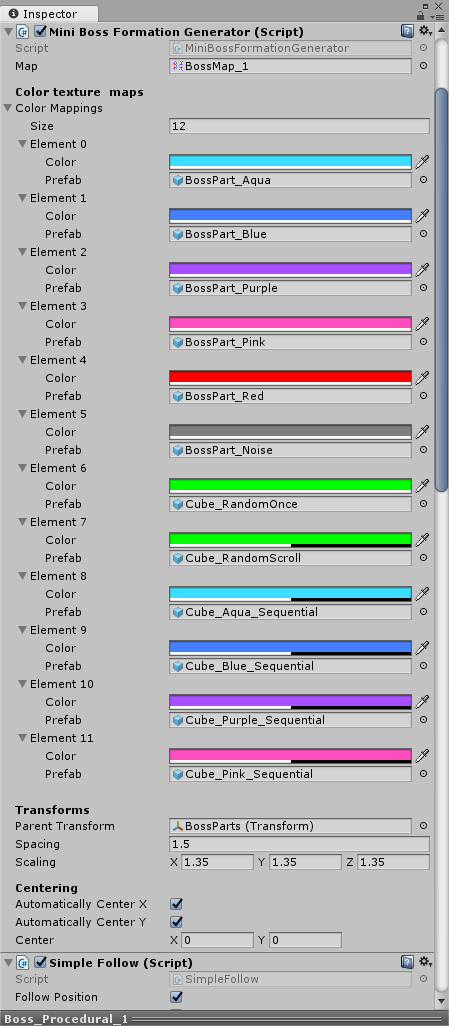 Inspector
Mini Boss Formation Generator (Script)
Script MiniBossFormationGenerator
Map BossMap_1
Color texture maps
Color Mappings
Size 12
Element 0
Color
Prefab BossPart_Aqua
Element 1
Color
Prefab BossPart_Blue
Element 2
Color
Prefab BossPart_Purple
Element 3
Color
Prefab BossPart_Pink
Element 4
Color
Prefab BossPart_Red
Element 5
Color
Prefab BossPart_Noise
Element 6
Color
Prefab Cube_RandomOnce
Element 7
Color
Prefab Cube_RandomScroll
Element 8
Color
Prefab Cube_Aqua_Sequential
Element 9
Color
Prefab Cube_Blue_Sequential
Element 10
Color
Prefab Cube_Purple_Sequential
Element 11
Color
Prefab Cube_Pink_Sequential
Transforms
Parent Transform BossParts (Transform)
Spacing 1.5
Scaling X 1.35 Y 1.35 Z 1.35
Centering
Automatically Center X
Automatically Center Y
Center X 0 Y 0
Simple Follow (Script)
Script SimpleFollow
Follow Position
Boss_Procedural_1